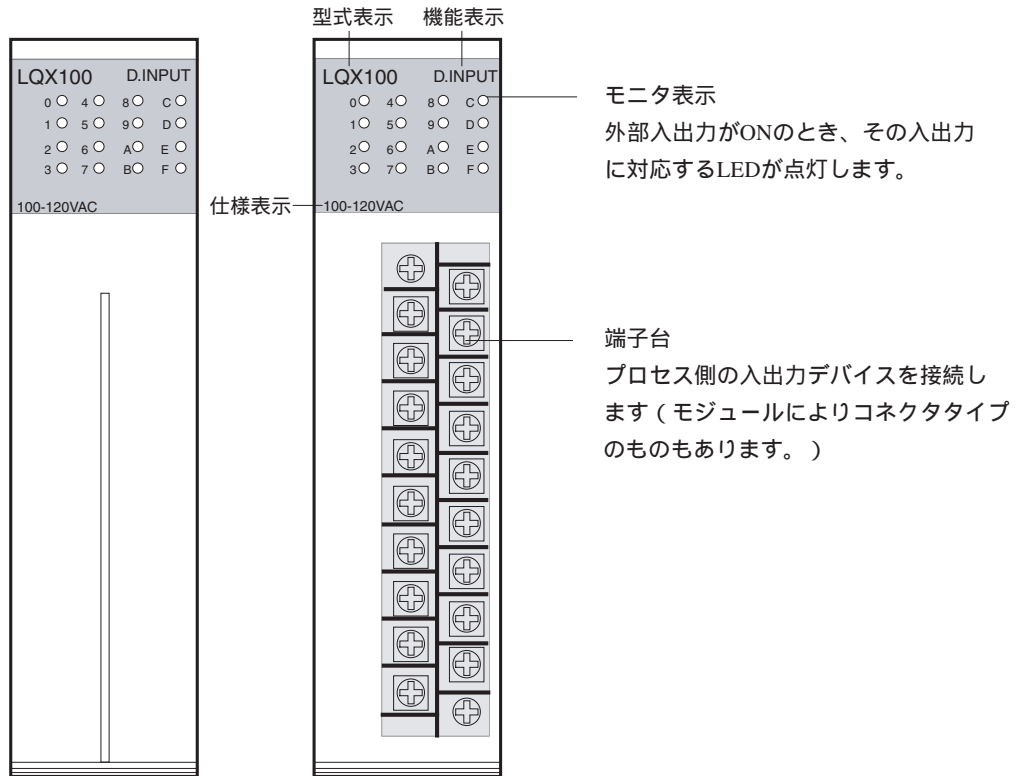 型式表示 機能表示
LQX100 D.INPUT
0 4 8 C
1 5 9 D
2 6 A E
3 7 B F
100-120VAC
仕様表示
LQX100 D.INPUT
0 4 8 C
1 5 9 D
2 6 A E
3 7 B F
100-120VAC
モニタ表示
外部入出力がONのとき、その入出力
に対応するLEDが点灯します。
端子台
プロセス側の入出力デバイスを接続し
ます(モジュールによりコネクタタイプ
のものもあります。)